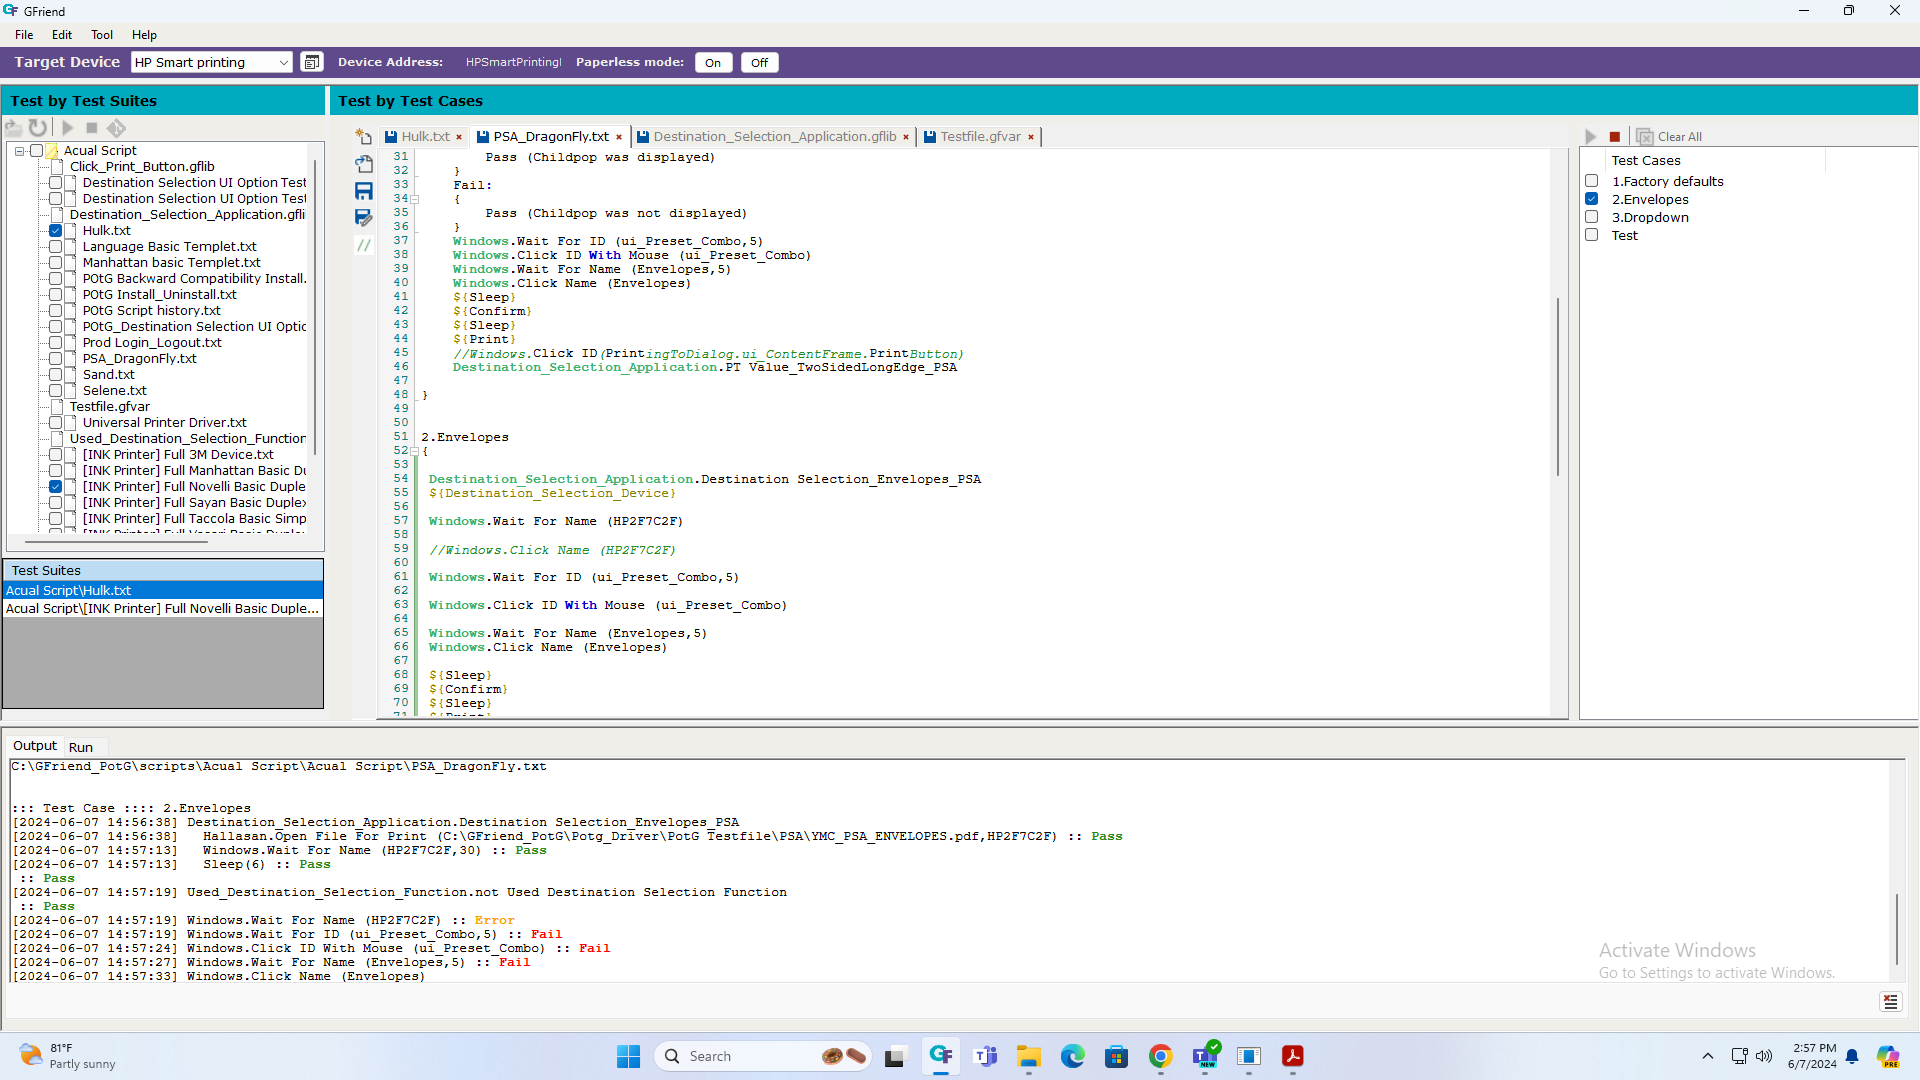 GFriend
File Edit Tool Help
Target Device HP Smart printing Device Address: HPSmartPrintingl Paperless mode: On Off
Test by Test Suites
Test by Test Cases
Acual Script
Click_Print_Button.gflib
Destination Selection UI Option Test
Destination Selection UI Option Test
Destination_Selection_Application.gfli
Hulk.txt
Language Basic Templet.txt
Manhattan basic Templet.txt
POtG Backward Compatibility Install.
POtG Install_Uninstall.txt
POtG Script history.txt
POtG_Destination Selection UI Optic
Prod Login_Logout.txt
PSA_DragonFly.txt
Sand.txt
Selene.txt
Testfile.gfvar
Universal Printer Driver.txt
Used_Destination_Selection_Function
[INK Printer] Full 3M Device.txt
[INK Printer] Full Manhattan Basic Du
[INK Printer] Full Novelli Basic Duple
[INK Printer] Full Sayan Basic Duplex
[INK Printer] Full Taccola Basic Simp
Test Suites
Acual Script\Hulk.txt
Acual Script\[INK Printer] Full Novelli Basic Duple...
Hulk.txt × PSA_DragonFly.txt × Destination_Selection_Application.gflib × Testfile.gfvar ×
31 Pass (Childpop was displayed)
32 }
33 Fail:
34 {
35 Pass (Childpop was not displayed)
36 }
37 Windows.Wait For ID (ui_Preset_Combo,5)
38 Windows.Click ID With Mouse (ui_Preset_Combo)
39 Windows.Wait For Name (Envelopes,5)
40 Windows.Click Name (Envelopes)
41 ${Sleep}
42 ${Confirm}
43 ${Sleep}
44 ${Print}
45 //Windows.Click ID(PrintingToDialog.ui_ContentFrame.PrintButton)
46 Destination_Selection_Application.PT Value_TwoSidedLongEdge_PSA
47
48 }
49
50
51 2.Envelopes
52 {
53
54 Destination_Selection_Application.Destination Selection_Envelopes_PSA
55 ${Destination_Selection_Device}
56
57 Windows.Wait For Name (HP2F7C2F)
58
59 //Windows.Click Name (HP2F7C2F)
60
61 Windows.Wait For ID (ui_Preset_Combo,5)
62
63 Windows.Click ID With Mouse (ui_Preset_Combo)
64
65 Windows.Wait For Name (Envelopes,5)
66 Windows.Click Name (Envelopes)
67
68 ${Sleep}
69 ${Confirm}
70 ${Sleep}
71 ${Print}
Clear All
Test Cases
1.Factory defaults
2.Envelopes
3.Dropdown
Test
Output Run
C:\GFriend_PotG\scripts\Acual Script\Acual Script\PSA_DragonFly.txt
::: Test Case :::: 2.Envelopes
[2024-06-07 14:56:38] Destination_Selection_Application.Destination Selection_Envelopes_PSA
[2024-06-07 14:56:38] Hallasan.Open File For Print (C:\GFriend_PotG\Potg_Driver\PotG Testfile\PSA\YMC_PSA_ENVELOPES.pdf,HP2F7C2F) :: Pass
[2024-06-07 14:57:13] Windows.Wait For Name (HP2F7C2F,30) :: Pass
[2024-06-07 14:57:13] Sleep(6) :: Pass
:: Pass
[2024-06-07 14:57:19] Used_Destination_Selection_Function.not Used Destination Selection Function
:: Pass
[2024-06-07 14:57:19] Windows.Wait For Name (HP2F7C2F) :: Error
[2024-06-07 14:57:19] Windows.Wait For ID (ui_Preset_Combo,5) :: Fail
[2024-06-07 14:57:24] Windows.Click ID With Mouse (ui_Preset_Combo) :: Fail
[2024-06-07 14:57:27] Windows.Wait For Name (Envelopes,5) :: Fail
[2024-06-07 14:57:33] Windows.Click Name (Envelopes)
Activate Windows
Go to Settings to activate Windows.
81°F
Partly sunny
Search
NEW
2:57 PM
6/7/2024
PRE